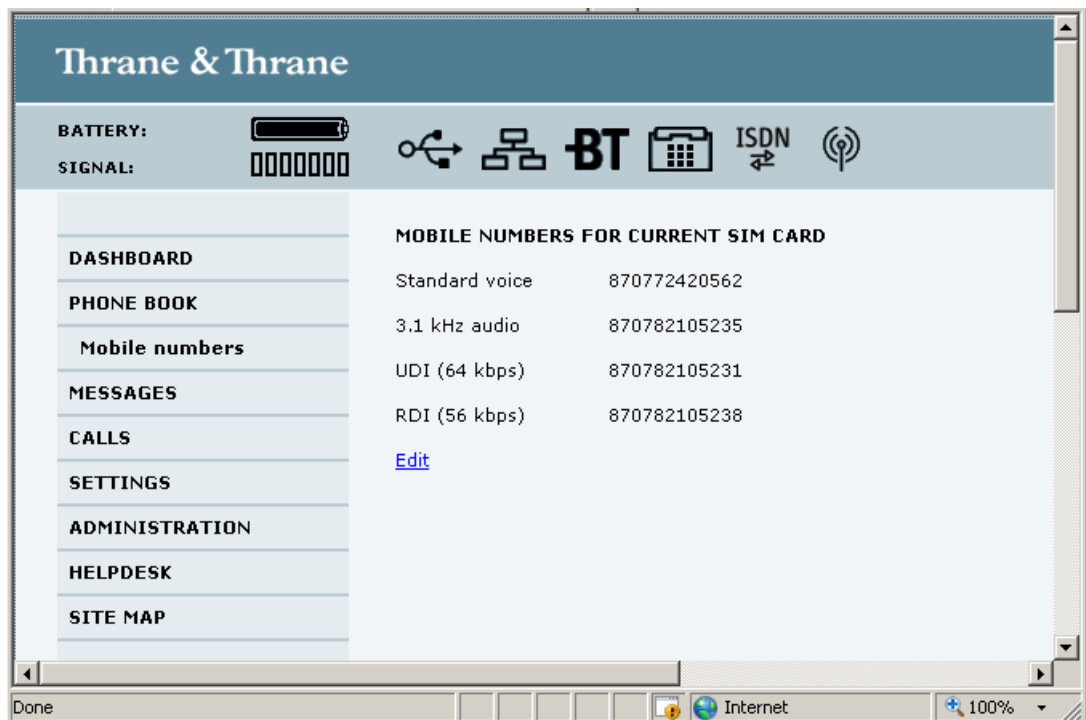 Thrane & Thrane
BATTERY:
SIGNAL:
BT
ISDN
DASHBOARD
PHONE BOOK
Mobile numbers
MESSAGES
CALLS
SETTINGS
ADMINISTRATION
HELPDESK
SITE MAP
MOBILE NUMBERS FOR CURRENT SIM CARD
Standard voice 870772420562
3.1 kHz audio 870782105235
UDI (64 kbps) 870782105231
RDI (56 kbps) 870782105238
Edit
Done
Internet
100%